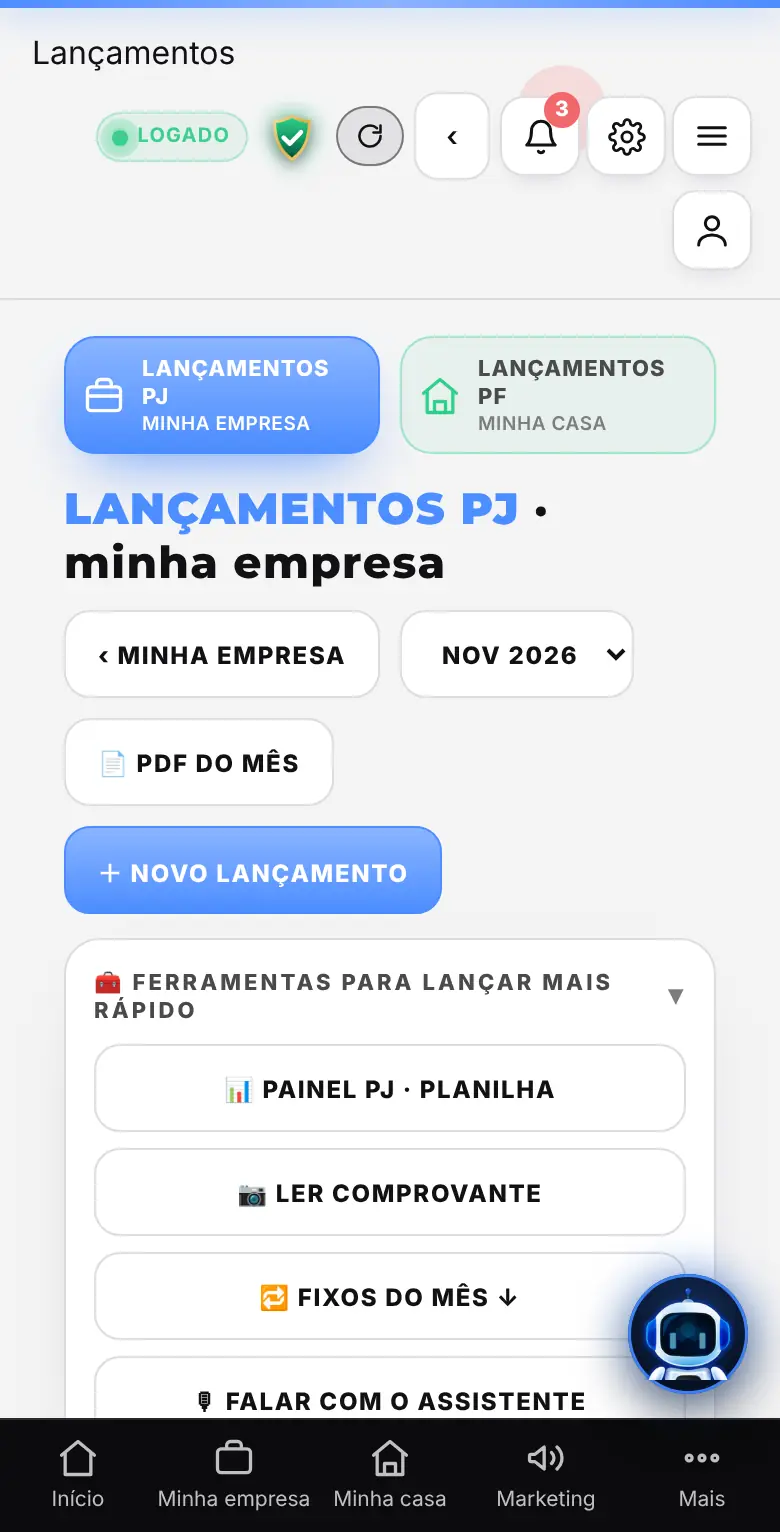 Lançamentos
LOGADO
‹
3
LANÇAMENTOS
PJ
MINHA EMPRESA
LANÇAMENTOS
PF
MINHA CASA
LANÇAMENTOS PJ •
minha empresa
‹ MINHA EMPRESA
NOV 2026
📄 PDF DO MÊS
+ NOVO LANÇAMENTO
🧰 FERRAMENTAS PARA LANÇAR MAIS
RÁPIDO
▼
📊 PAINEL PJ · PLANILHA
📷 LER COMPROVANTE
🔁 FIXOS DO MÊS ↓
🎙 FALAR COM O ASSISTENTE
Início
Minha empresa
Minha casa
Marketing
Mais